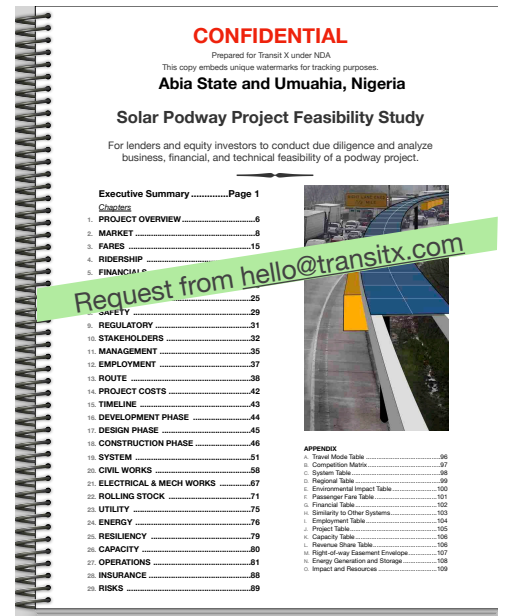 CONFIDENTIAL
Prepared for Transit X under NDA
This copy embeds unique watermarks for tracking purposes.
Abia State and Umuahia, Nigeria
Solar Podway Project Feasibility Study
For lenders and equity investors to conduct due diligence and analyze
business, financial, and technical feasibility of a podway project.
Executive Summary..............Page 1
Chapters
1. PROJECT OVERVIEW..................................6
2. MARKET ......................................................8
3. FARES .......................................................15
4. RIDERSHIP
5. FINANCIALS
Request from hello@transitx.com
25
8. SAFETY .....................................................29
9. REGULATORY ............................................31
10. STAKEHOLDERS .......................................32
11. MANAGEMENT .........................................35
12. EMPLOYMENT ..........................................37
13. ROUTE .....................................................38
14. PROJECT COSTS ......................................42
15. TIMELINE .................................................43
16. DEVELOPMENT PHASE .............................44
17. DESIGN PHASE .........................................45
18. CONSTRUCTION PHASE ...........................46
19. SYSTEM ...................................................51
20. CIVIL WORKS ...........................................58
21. ELECTRICAL & MECH WORKS ...................67
22. ROLLING STOCK .......................................71
23. UTILITY ....................................................75
24. ENERGY ...................................................76
25. RESILIENCY .............................................79
26. CAPACITY ................................................80
27. OPERATIONS ............................................81
28. INSURANCE ..............................................88
29. RISKS .......................................................89
APPENDIX
A. Travel Mode Table ......................................96
B. Competition Matrix.....................................97
C. System Table .............................................98
D. Regional Table ...........................................99
E. Environmental Impact Table ........................100
F. Passenger Fare Table .................................101
G. Financial Table ..........................................102
H. Similarity to Other Systems.........................103
I. Employment Table ......................................104
J. Project Table..............................................105
K. Capacity Table ...........................................106
L. Revenue Share Table...................................106
M. Right-of-way Easement Envelope................107
N. Energy Generation and Storage ...................108
O. Impact and Resources ................................109